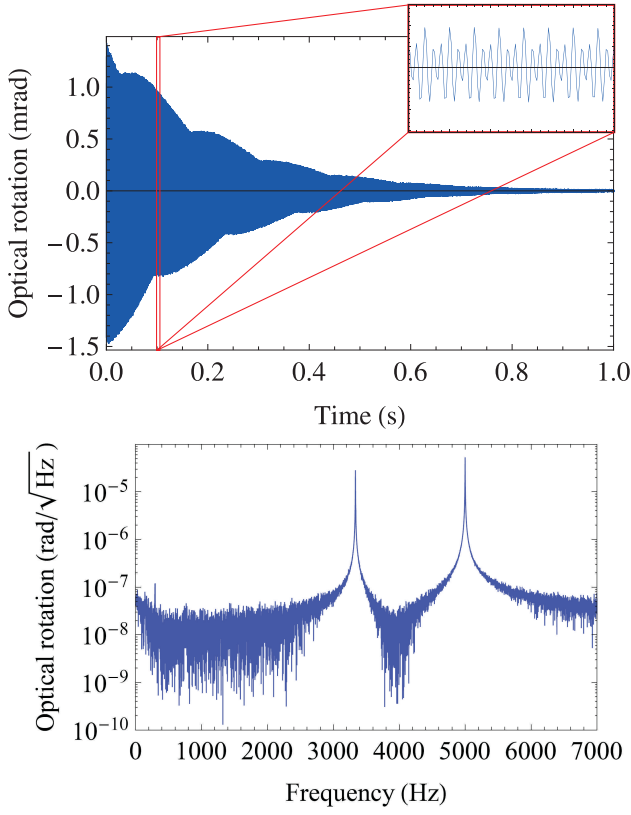 Optical rotation (mrad)
1.0
0.5
0.0
−0.5
−1.0
−1.5
0.0 0.2 0.4 0.6 0.8 1.0
Time (s)
Optical rotation (rad/√Hz)
10⁻⁵
10⁻⁶
10⁻⁷
10⁻⁸
10⁻⁹
10⁻¹⁰
0 1000 2000 3000 4000 5000 6000 7000
Frequency (Hz)